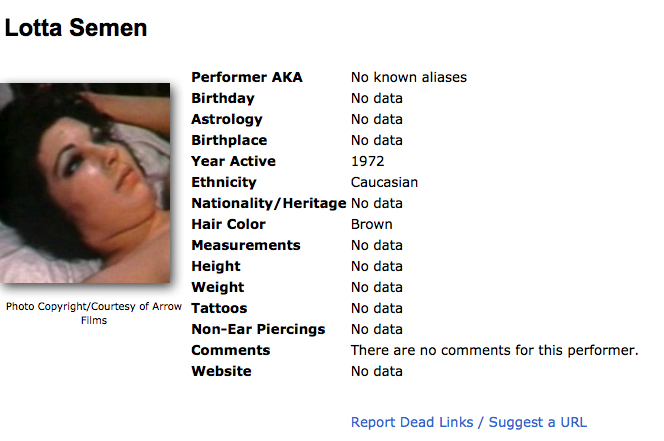 Lotta Semen
Performer AKA No known aliases
Birthday No data
Astrology No data
Birthplace No data
Year Active 1972
Ethnicity Caucasian
Nationality/Heritage No data
Hair Color Brown
Measurements No data
Height No data
Weight No data
Tattoos No data
Non-Ear Piercings No data
Comments There are no comments for this performer.
Website No data
Photo Copyright/Courtesy of Arrow
Films
Report Dead Links / Suggest a URL